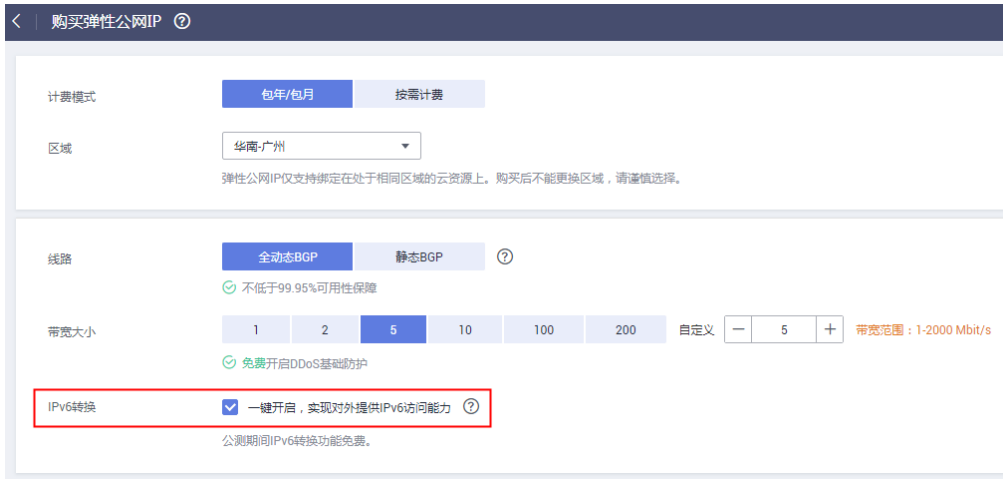 购买弹性公网IP ?
计费模式 包年/包月 按需计费
区域 华南-广州
弹性公网IP仅支持绑定在处于相同区域的云资源上。购买后不能更换区域，请谨慎选择。
线路 全动态BGP 静态BGP ?
不低于99.95%可用性保障
带宽大小 1 2 5 10 100 200 自定义 — 5 + 带宽范围：1-2000 Mbit/s
免费开启DDoS基础防护
IPv6转换 一键开启，实现对外提供IPv6访问能力 ?
公测期间IPv6转换功能免费。